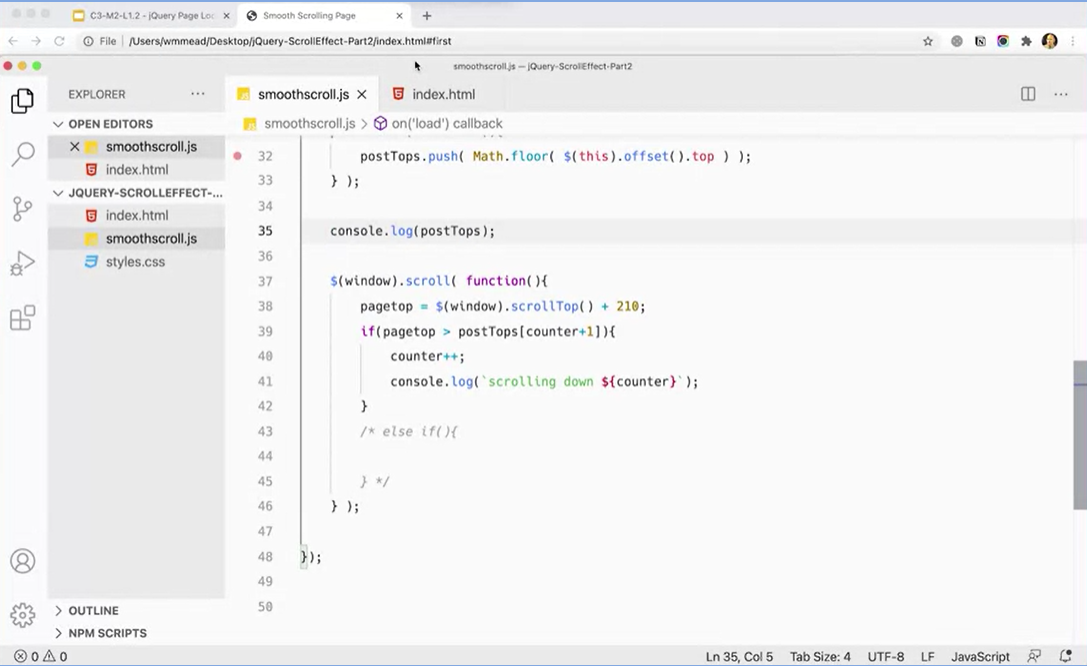 C3-M2-L1.2 - jQuery Page Loc
Smooth Scrolling Page
File | /Users/wmmead/Desktop/jQuery-ScrollEffect-Part2/index.html#first
smoothscroll.js — jQuery-ScrollEffect-Part2
EXPLORER
smoothscroll.js
index.html
OPEN EDITORS
smoothscroll.js
index.html
JQUERY-SCROLLEFFECT-...
index.html
smoothscroll.js
styles.css
OUTLINE
NPM SCRIPTS
smoothscroll.js > on('load') callback
32 postTops.push( Math.floor( $(this).offset().top ) );
33 } );
34
35 console.log(postTops);
36
37 $(window).scroll( function(){
38 pagetop = $(window).scrollTop() + 210;
39 if(pagetop > postTops[counter+1]){
40 counter++;
41 console.log(`scrolling down ${counter}`);
42 }
43 /* else if(){
44
45 } */
46 } );
47
48 });
49
50
0 0
Ln 35, Col 5 Tab Size: 4 UTF-8 LF JavaScript